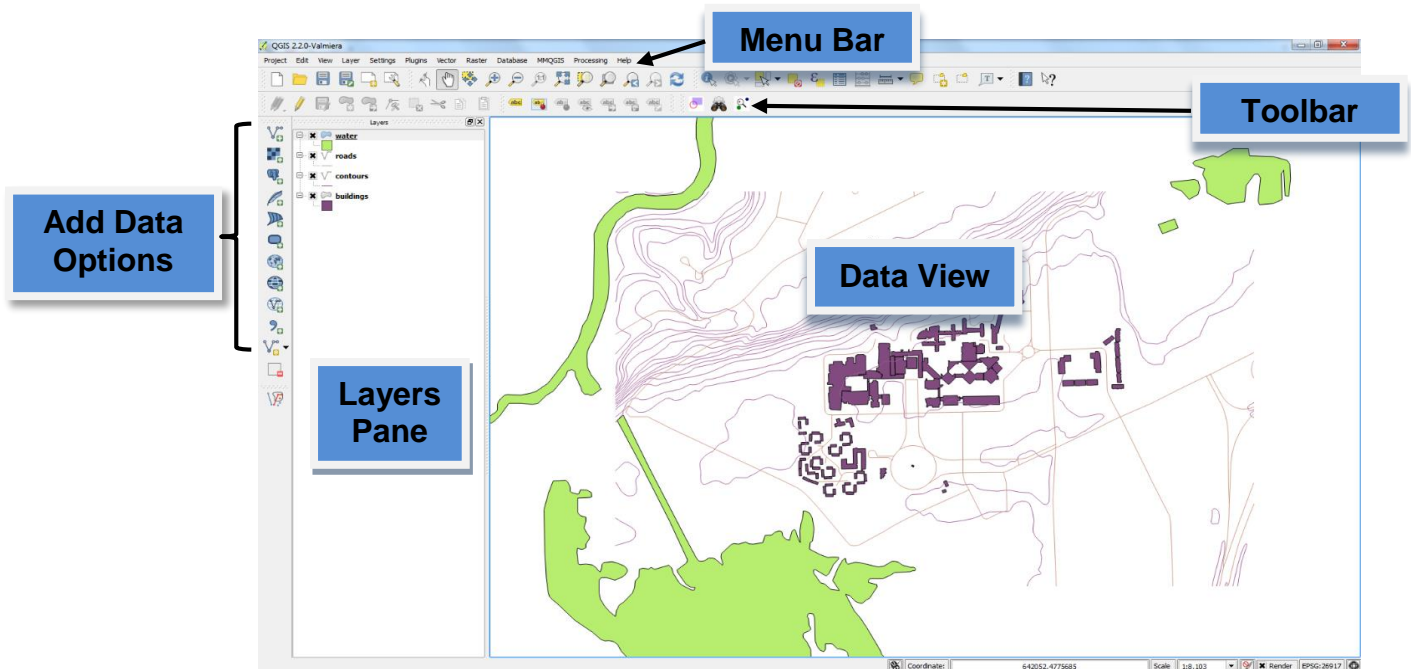 Menu Bar
QGIS 2.2.0-Valmiera
Project Edit View Layer Settings Plugins Vector Raster Database MMQGIS Processing Help
Toolbar
Layers
water
roads
contours
buildings
Add Data
Options
Data View
Layers
Pane
Coordinate: 642052,4775685 Scale 1:8,103 Render EPSG:26917